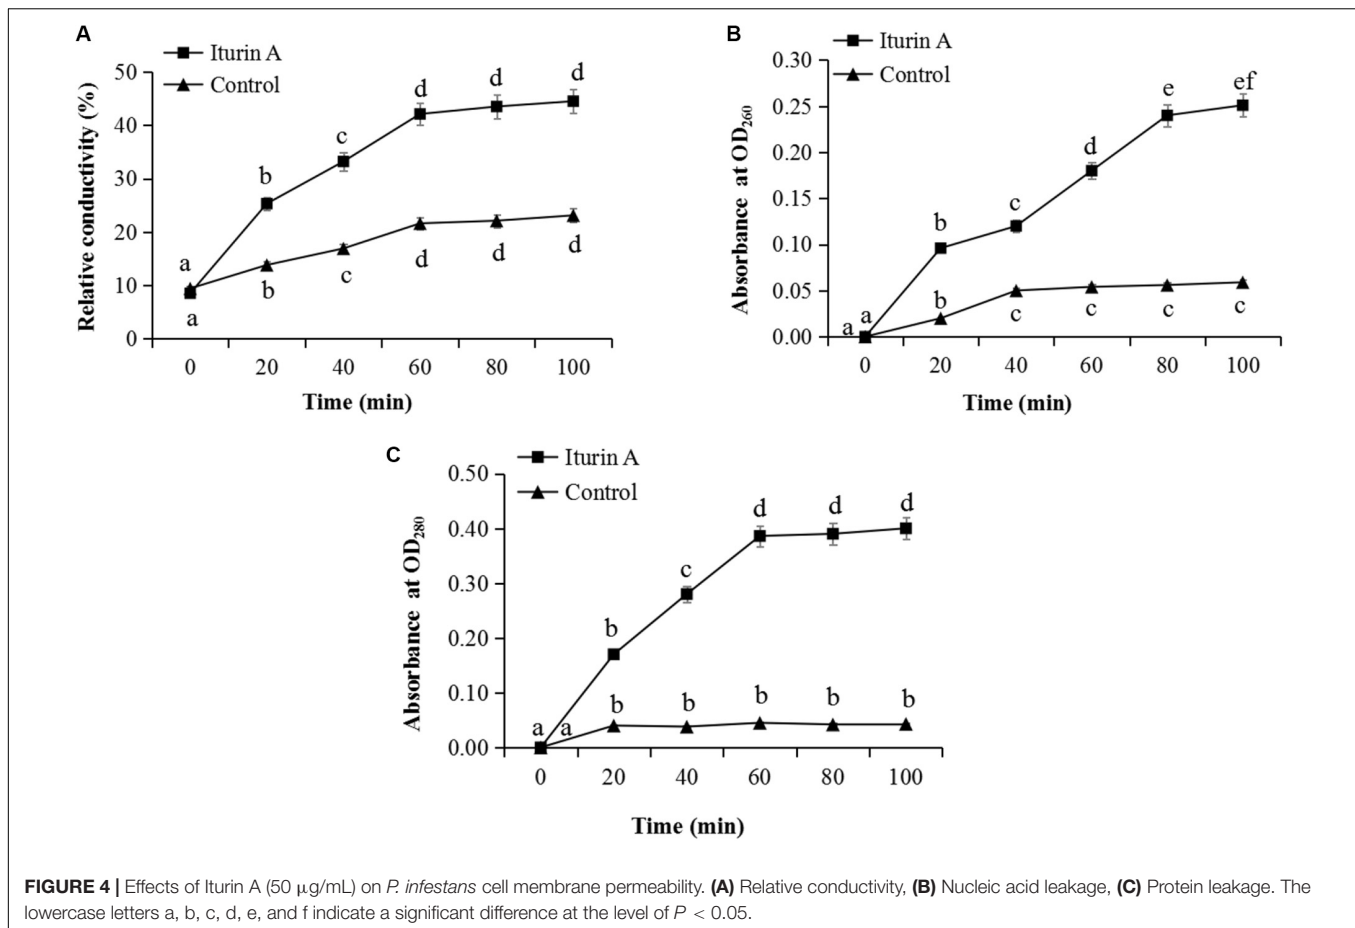 A
Iturin A
Control
Relative conductivity (%)
50
40
30
20
10
0
a
b
c
d
d
d
a
b
c
d
d
d
0 20 40 60 80 100
Time (min)
B
Iturin A
Control
Absorbance at OD260
0.30
0.25
0.20
0.15
0.10
0.05
0.00
a
b
c
d
e
ef
a
b
c
c
c
c
0 20 40 60 80 100
Time (min)
C
Iturin A
Control
Absorbance at OD280
0.50
0.40
0.30
0.20
0.10
0.00
a
b
c
d
d
d
a
b
b
b
b
b
0 20 40 60 80 100
Time (min)
FIGURE 4 | Effects of Iturin A (50 μg/mL) on P. infestans cell membrane permeability. (A) Relative conductivity, (B) Nucleic acid leakage, (C) Protein leakage. The
lowercase letters a, b, c, d, e, and f indicate a significant difference at the level of P < 0.05.